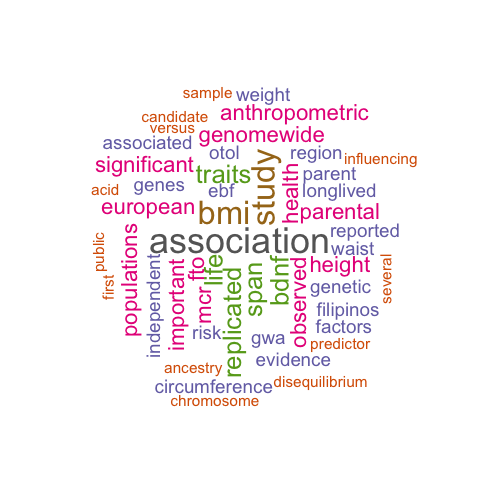 sample
weight
candidate
anthropometric
versus
genomewide
associated
otol
region
influencing
significant
traits
study
health
parent
acid
genes
ebf
longlived
european
bmi
parental
association
reported
public
populations
waist
first
independent
important
fto
life
span
bdnf
observed
height
several
mcr
replicated
genetic
filipinos
risk
gwa
factors
predictor
ancestry
evidence
circumference
disequilibrium
chromosome